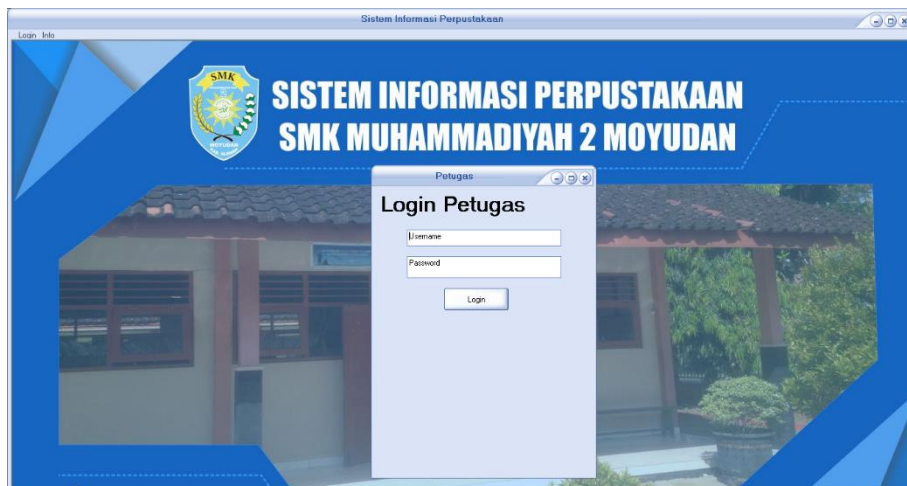 Sistem Informasi Perpustakaan
Login Info
SMK
SISTEM INFORMASI PERPUSTAKAAN
SMK MUHAMMADIYAH 2 MOYUDAN
MOYUDAN
Petugas
Login Petugas
Username
Password
Login